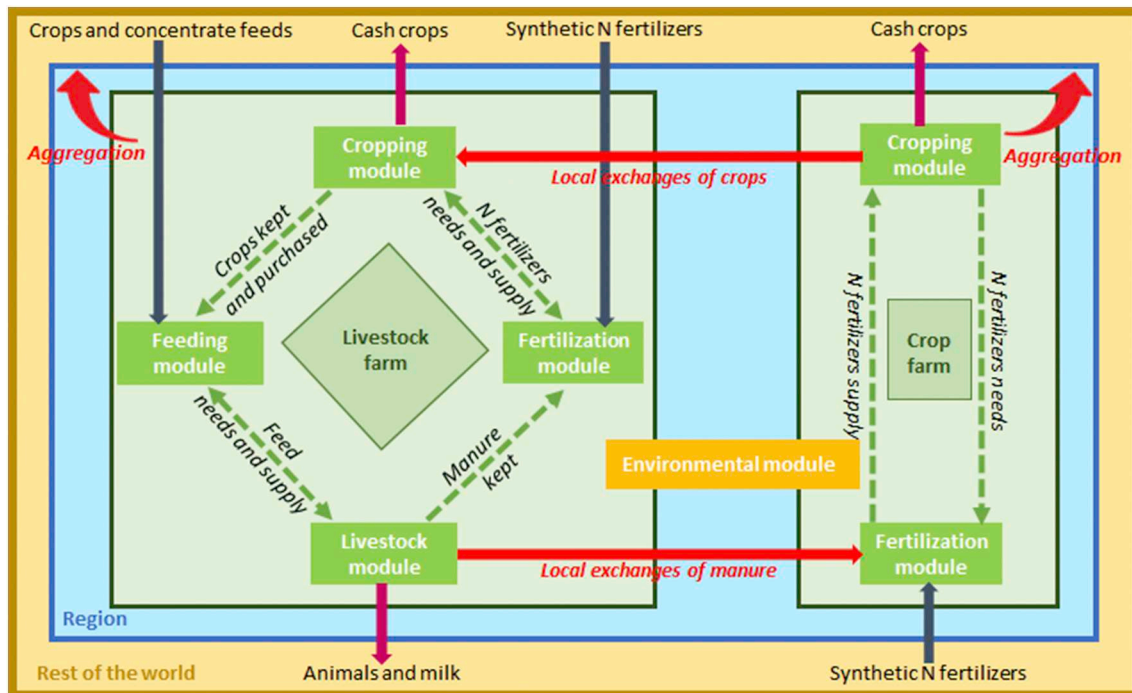 Crops and concentrate feeds
Cash crops
Synthetic N fertilizers
Cash crops
Aggregation
Aggregation
Cropping
module
Local exchanges of crops
Cropping
module
Crops kept
and purchased
N fertilizers
needs and supply
Feeding
module
Livestock
farm
Fertilization
module
N fertilizers supply
Crop
farm
N fertilizers needs
Feed
needs and supply
Manure
kept
Environmental module
Livestock
module
Local exchanges of manure
Fertilization
module
Region
Rest of the world
Animals and milk
Synthetic N fertilizers